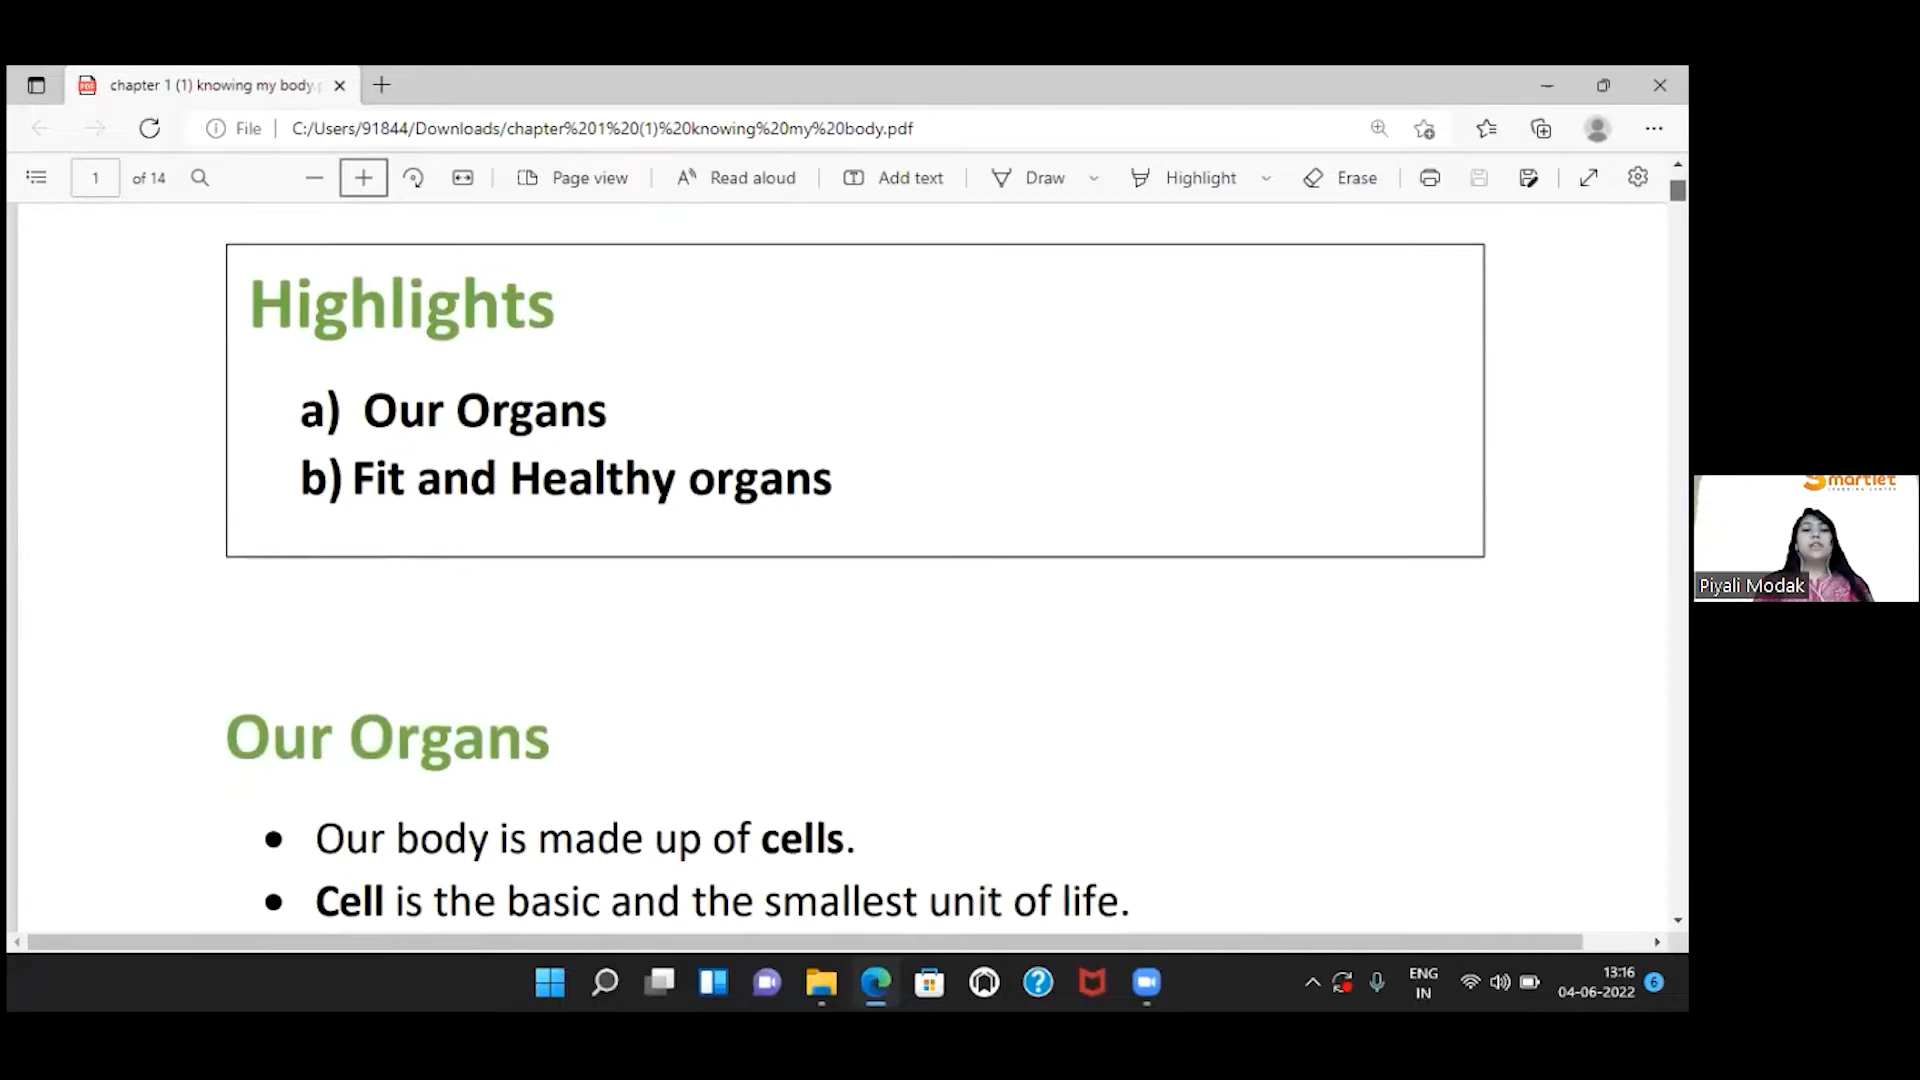 chapter 1 (1) knowing my body.
File
C:/Users/91844/Downloads/chapter%201%20(1)%20knowing%20my%20body.pdf
1 of 14
Page view
Read aloud
Add text
Draw
Highlight
Erase
Highlights
a) Our Organs
b) Fit and Healthy organs
Our Organs
• Our body is made up of cells.
• Cell is the basic and the smallest unit of life.
Smartlet
LEARNING CENTER
Piyali Modak
ENG
IN
13:16
04-06-2022
6